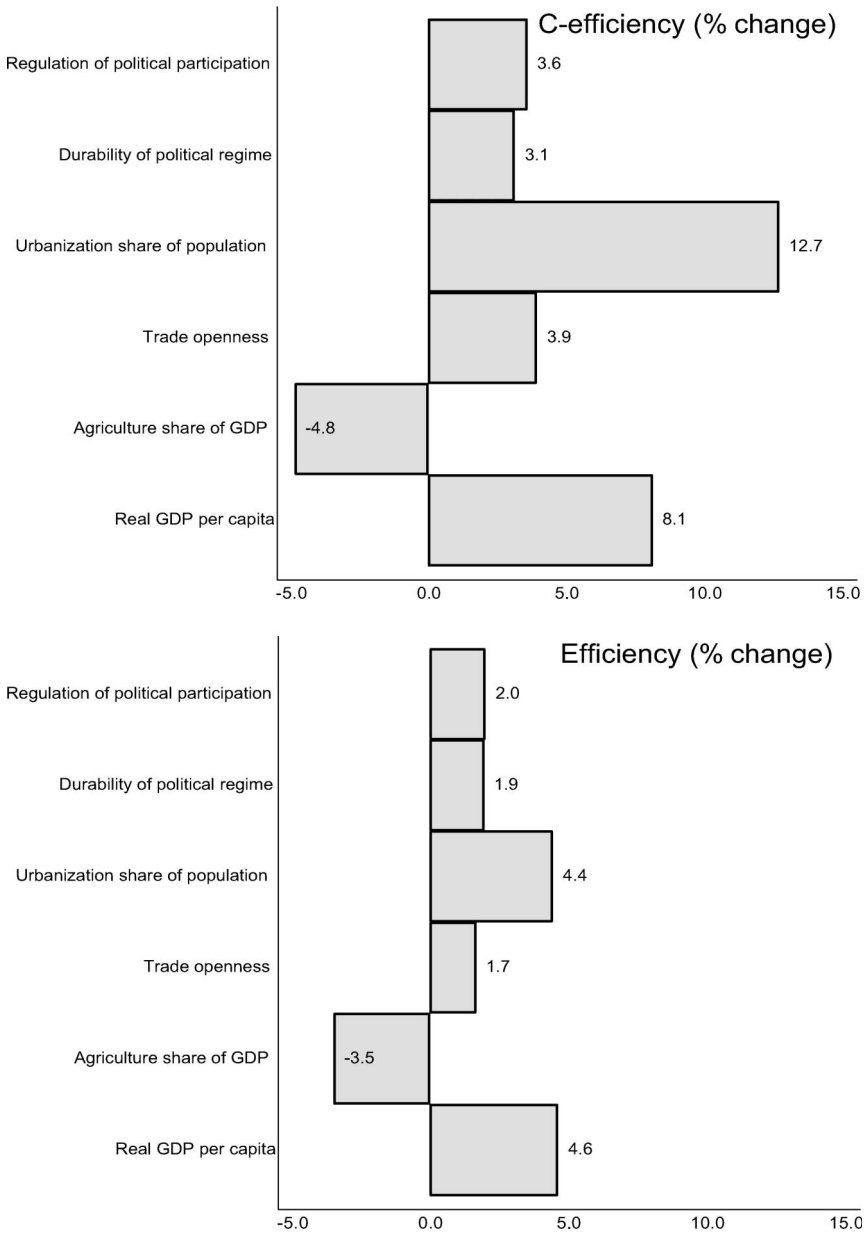 C-efficiency (% change)
Regulation of political participation 3.6
Durability of political regime 3.1
Urbanization share of population 12.7
Trade openness 3.9
Agriculture share of GDP -4.8
Real GDP per capita 8.1
-5.0 0.0 5.0 10.0 15.0
Efficiency (% change)
Regulation of political participation 2.0
Durability of political regime 1.9
Urbanization share of population 4.4
Trade openness 1.7
Agriculture share of GDP -3.5
Real GDP per capita 4.6
-5.0 0.0 5.0 10.0 15.0